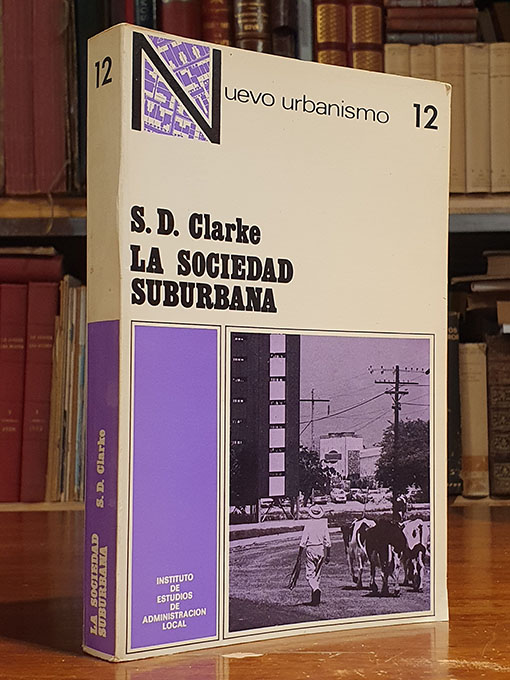 12
Nuevo urbanismo 12
S. D. Clarke
LA SOCIEDAD
SUBURBANA
INSTITUTO
DE
ESTUDIOS
DE
ADMINISTRACION
LOCAL
S. D. Clarke
LA SOCIEDAD
SUBURBANA